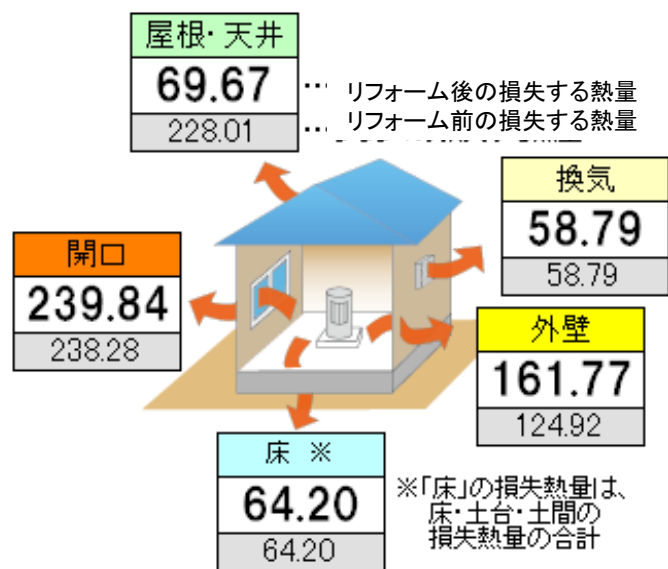 屋根・天井
69.67
… リフォーム後の損失する熱量
228.01
… リフォーム前の損失する熱量
換気
58.79
58.79
開口
239.84
238.28
外壁
161.77
124.92
床 ※
64.20
64.20
※「床」の損失熱量は、
床・土台・土間の
損失熱量の合計